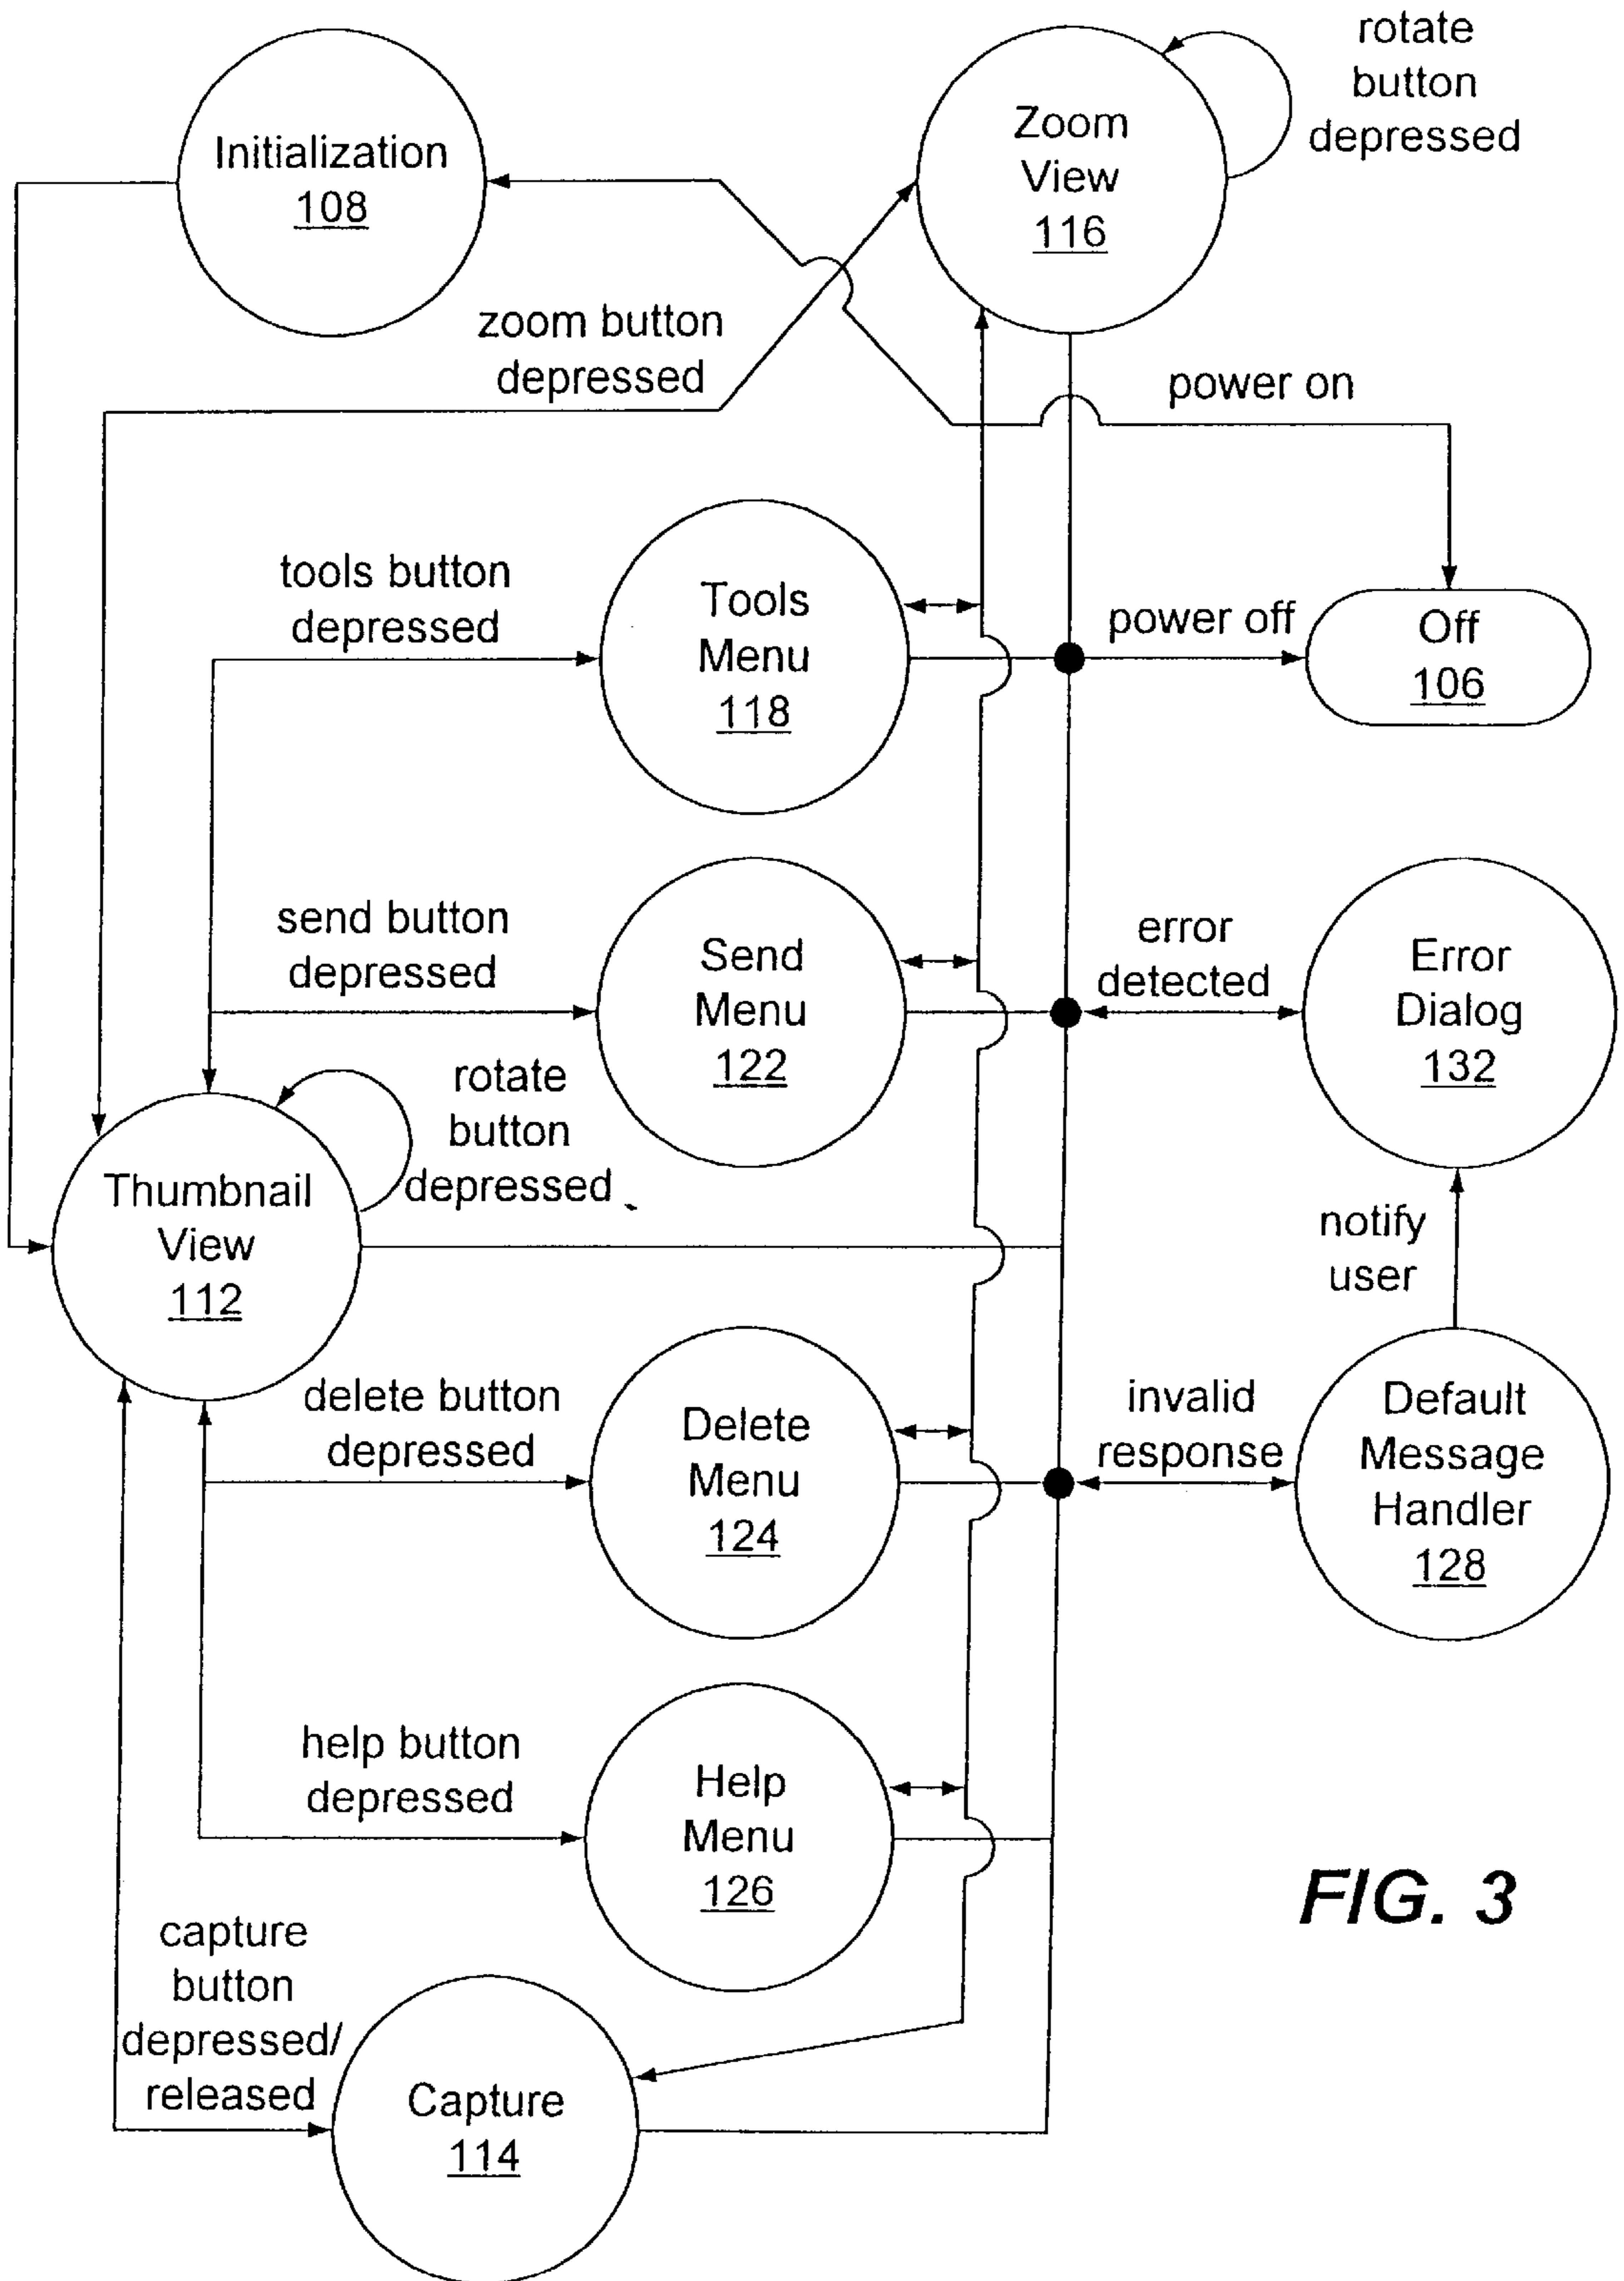 rotate
button
depressed
Initialization
108
Zoom
View
116
zoom button
depressed
power on
tools button
depressed
Tools
Menu
118
power off
Off
106
send button
depressed
Send
Menu
122
error
detected
Error
Dialog
132
rotate
button
depressed
Thumbnail
View
112
notify
user
delete button
depressed
Delete
Menu
124
invalid
response
Default
Message
Handler
128
help button
depressed
Help
Menu
126
FIG. 3
capture
button
depressed/
released
Capture
114